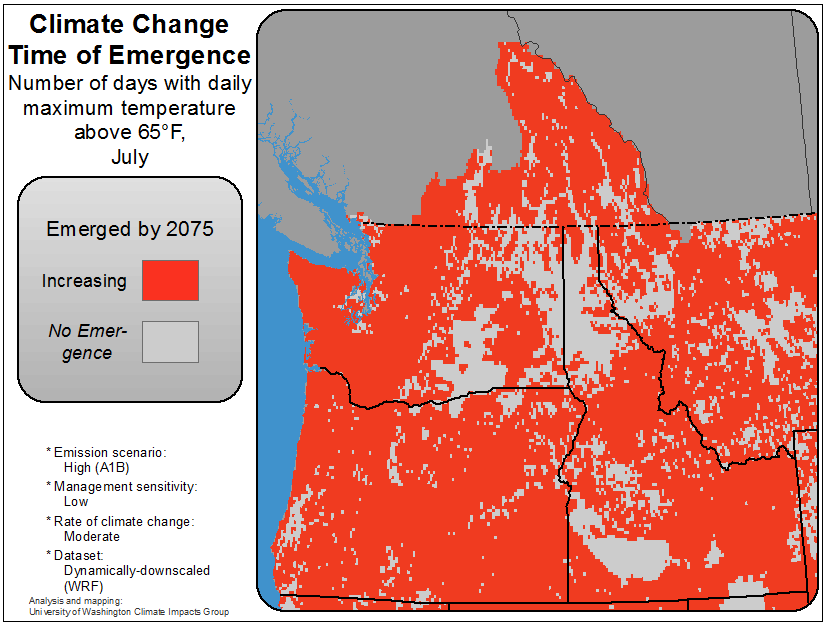 Climate Change
Time of Emergence
Number of days with daily
maximum temperature
above 65°F,
July
Emerged by 2075
Increasing
No Emer-
gence
* Emission scenario:
High (A1B)
* Management sensitivity:
Low
* Rate of climate change:
Moderate
* Dataset:
Dynamically-downscaled
(WRF)
Analysis and mapping:
University of Washington Climate Impacts Group